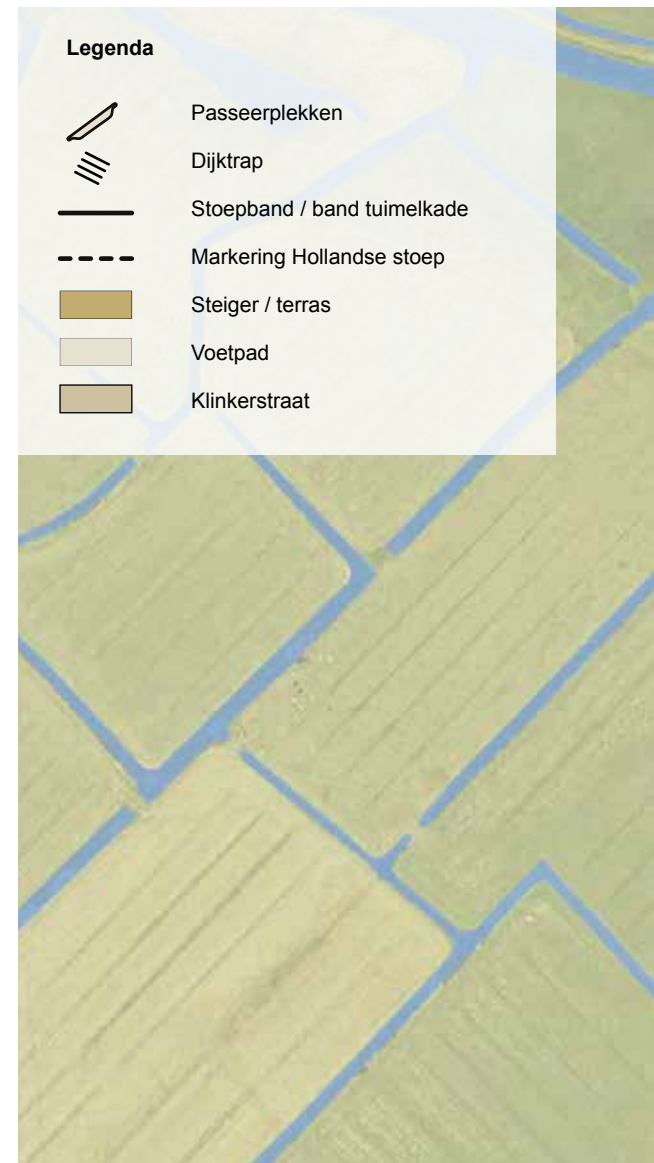 Legenda
Passeerplekken
Dijktrap
Stoepband / band tuimelkade
Markering Hollandse stoep
Steiger / terras
Voetpad
Klinkerstraat